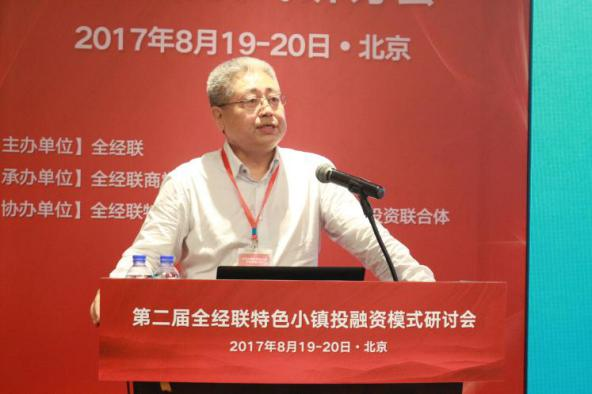 2017年8月19-20日·北京
主办单位】全经联
承办单位】全经联商
协办单位】全经联特 投资联合体
第二届全经联特色小镇投融资模式研讨会
2017年8月19-20日·北京